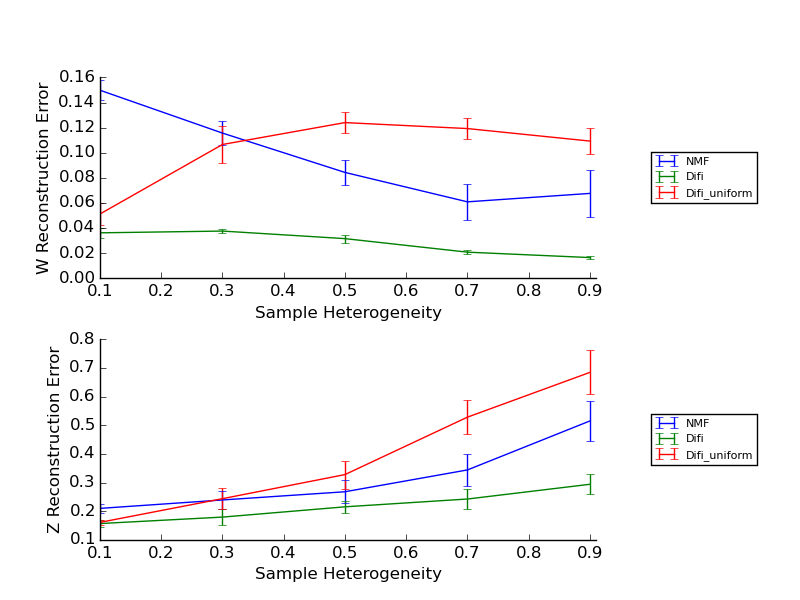 0.16
0.14
0.12
0.10
0.08
0.06
0.04
0.02
0.00
W Reconstruction Error
0.1 0.2 0.3 0.4 0.5 0.6 0.7 0.8 0.9
Sample Heterogeneity
NMF
Difi
Difi_uniform
0.8
0.7
0.6
0.5
0.4
0.3
0.2
0.1
Z Reconstruction Error
0.1 0.2 0.3 0.4 0.5 0.6 0.7 0.8 0.9
Sample Heterogeneity
NMF
Difi
Difi_uniform